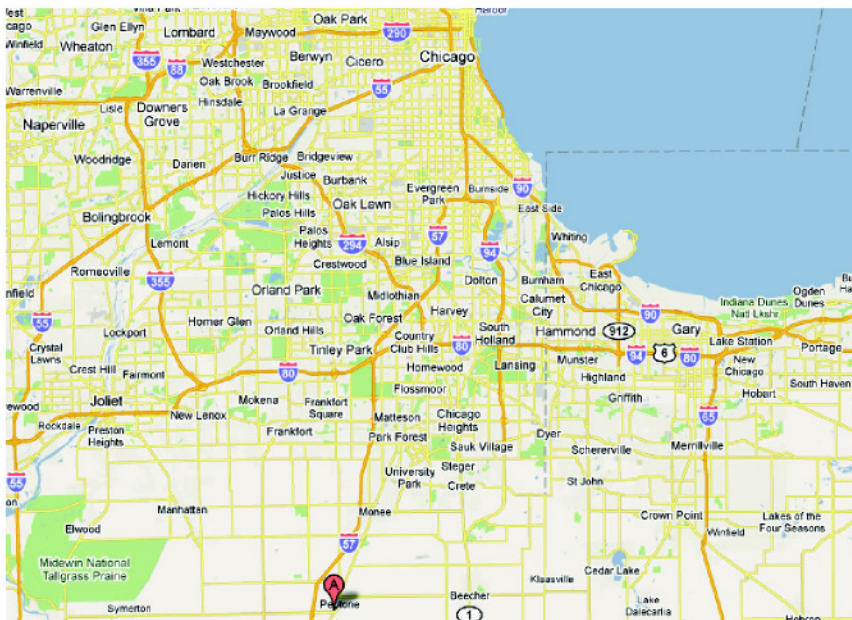 Harbor
Villa Park
West
Chicago
Glen Ellyn
Lombard
Maywood
Oak Park
290
Winfield
Wheaton
355
88
Westchester
Berwyn
Cicero
Chicago
Oak Brook
Brookfield
55
Warrenville
Lisle
Downers
Grove
Hinsdale
La Grange
Naperville
Woodridge
Darien
Burr Ridge
Bridgeview
Justice
Burbank
Evergreen
Park
Burnside
90
Hickory Hills
Oak Lawn
East Side
Bolingbrook
Palos Hills
Palos
Heights
57
Lemont
294
Alsip
94
Whiting
Romeoville
355
Crestwood
Blue Island
East
Chicago
Orland Park
Midlothian
Dolton
Burnham
Calumet
City
Indiana Dunes
Natl Lkshr
Ogden
Dunes
55
Lockport
Homer Glen
Orland Hills
Oak Forest
Harvey
90
Crystal
Lawns
Tinley Park
Country
Club Hills
80
South
Holland
Hammond
912
Gary
Lake Station
Portage
Crest Hill
Fairmont
80
Homewood
Lansing
Munster
94
6
80
New
Chicago
Joliet
Mokena
Frankfort
Square
Flossmoor
Highland
Hobart
South Haven
Rockdale
Preston
Heights
New Lenox
Frankfort
Matteson
Chicago
Heights
Griffith
65
Park Forest
Sauk Village
Dyer
Schererville
Merrillville
55
University
Park
Steger
Crete
St John
Elwood
Manhattan
Monee
Crown Point
Winfield
Lakes of the
Four Seasons
57
Midewin National
Tallgrass Prairie
A
Klaasville
Cedar Lake
Symerton
Peotone
Beecher
1
Lake
Dalecarlia
Hebron